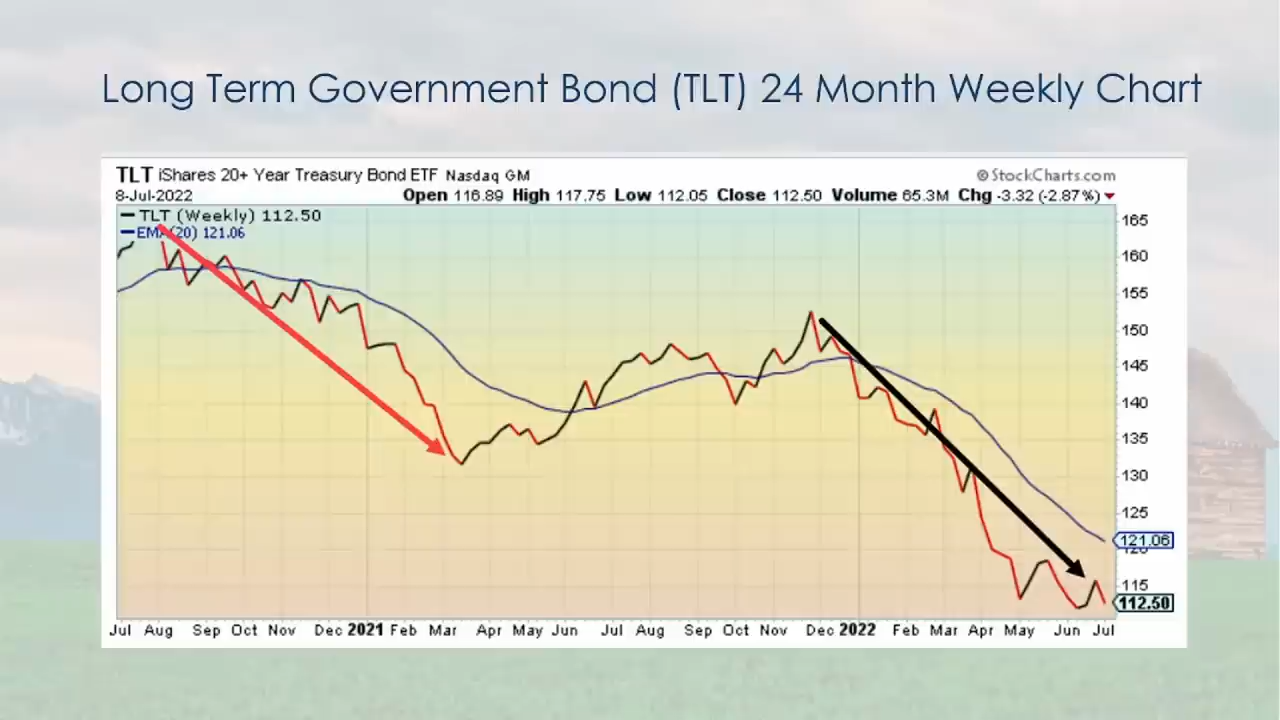 Long Term Government Bond (TLT) 24 Month Weekly Chart
TLT iShares 20+ Year Treasury Bond ETF Nasdaq GM
© StockCharts.com
8-Jul-2022
Open 116.89 High 117.75 Low 112.05 Close 112.50 Volume 65.3M Chg -3.32 (-2.87%)
TLT (Weekly) 112.50
EMA(20) 121.06
165
160
155
150
145
140
135
130
125
121.06
120
115
112.50
Jul Aug Sep Oct Nov Dec 2021 Feb Mar Apr May Jun Jul Aug Sep Oct Nov Dec 2022 Feb Mar Apr May Jun Jul